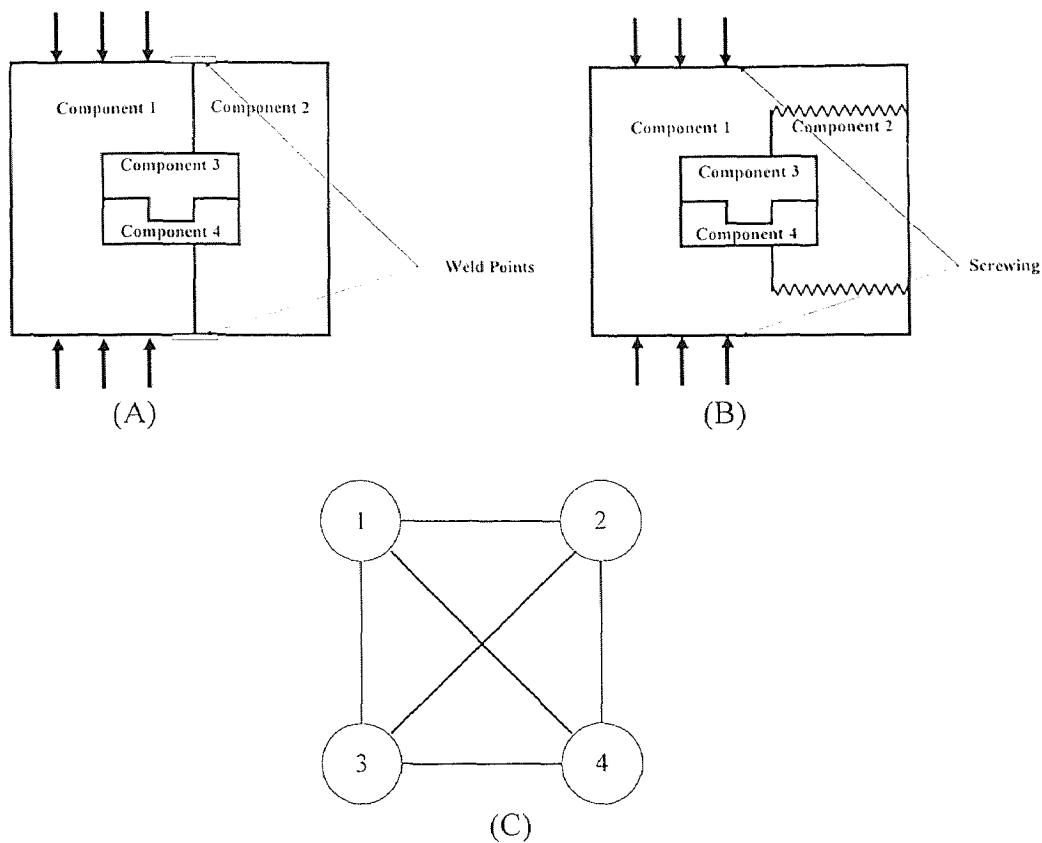 Component 1
Component 2
Component 3
Component 4
Weld Points
(A)
Component 1
Component 2
Component 3
Component 4
Screwing
(B)
1
2
3
4
(C)